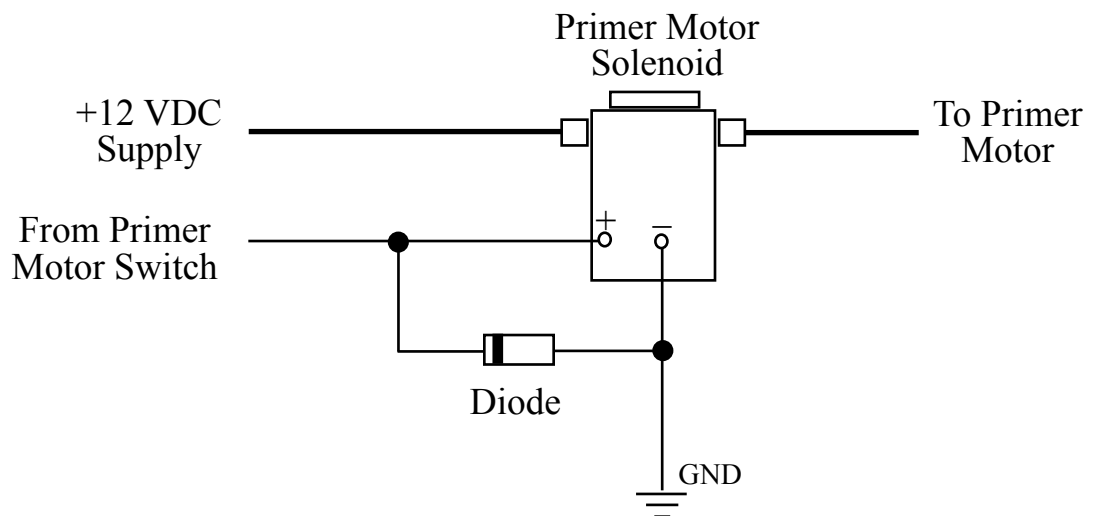 Primer Motor
Solenoid
+12 VDC
Supply
To Primer
Motor
From Primer
Motor Switch
+
−
Diode
GND